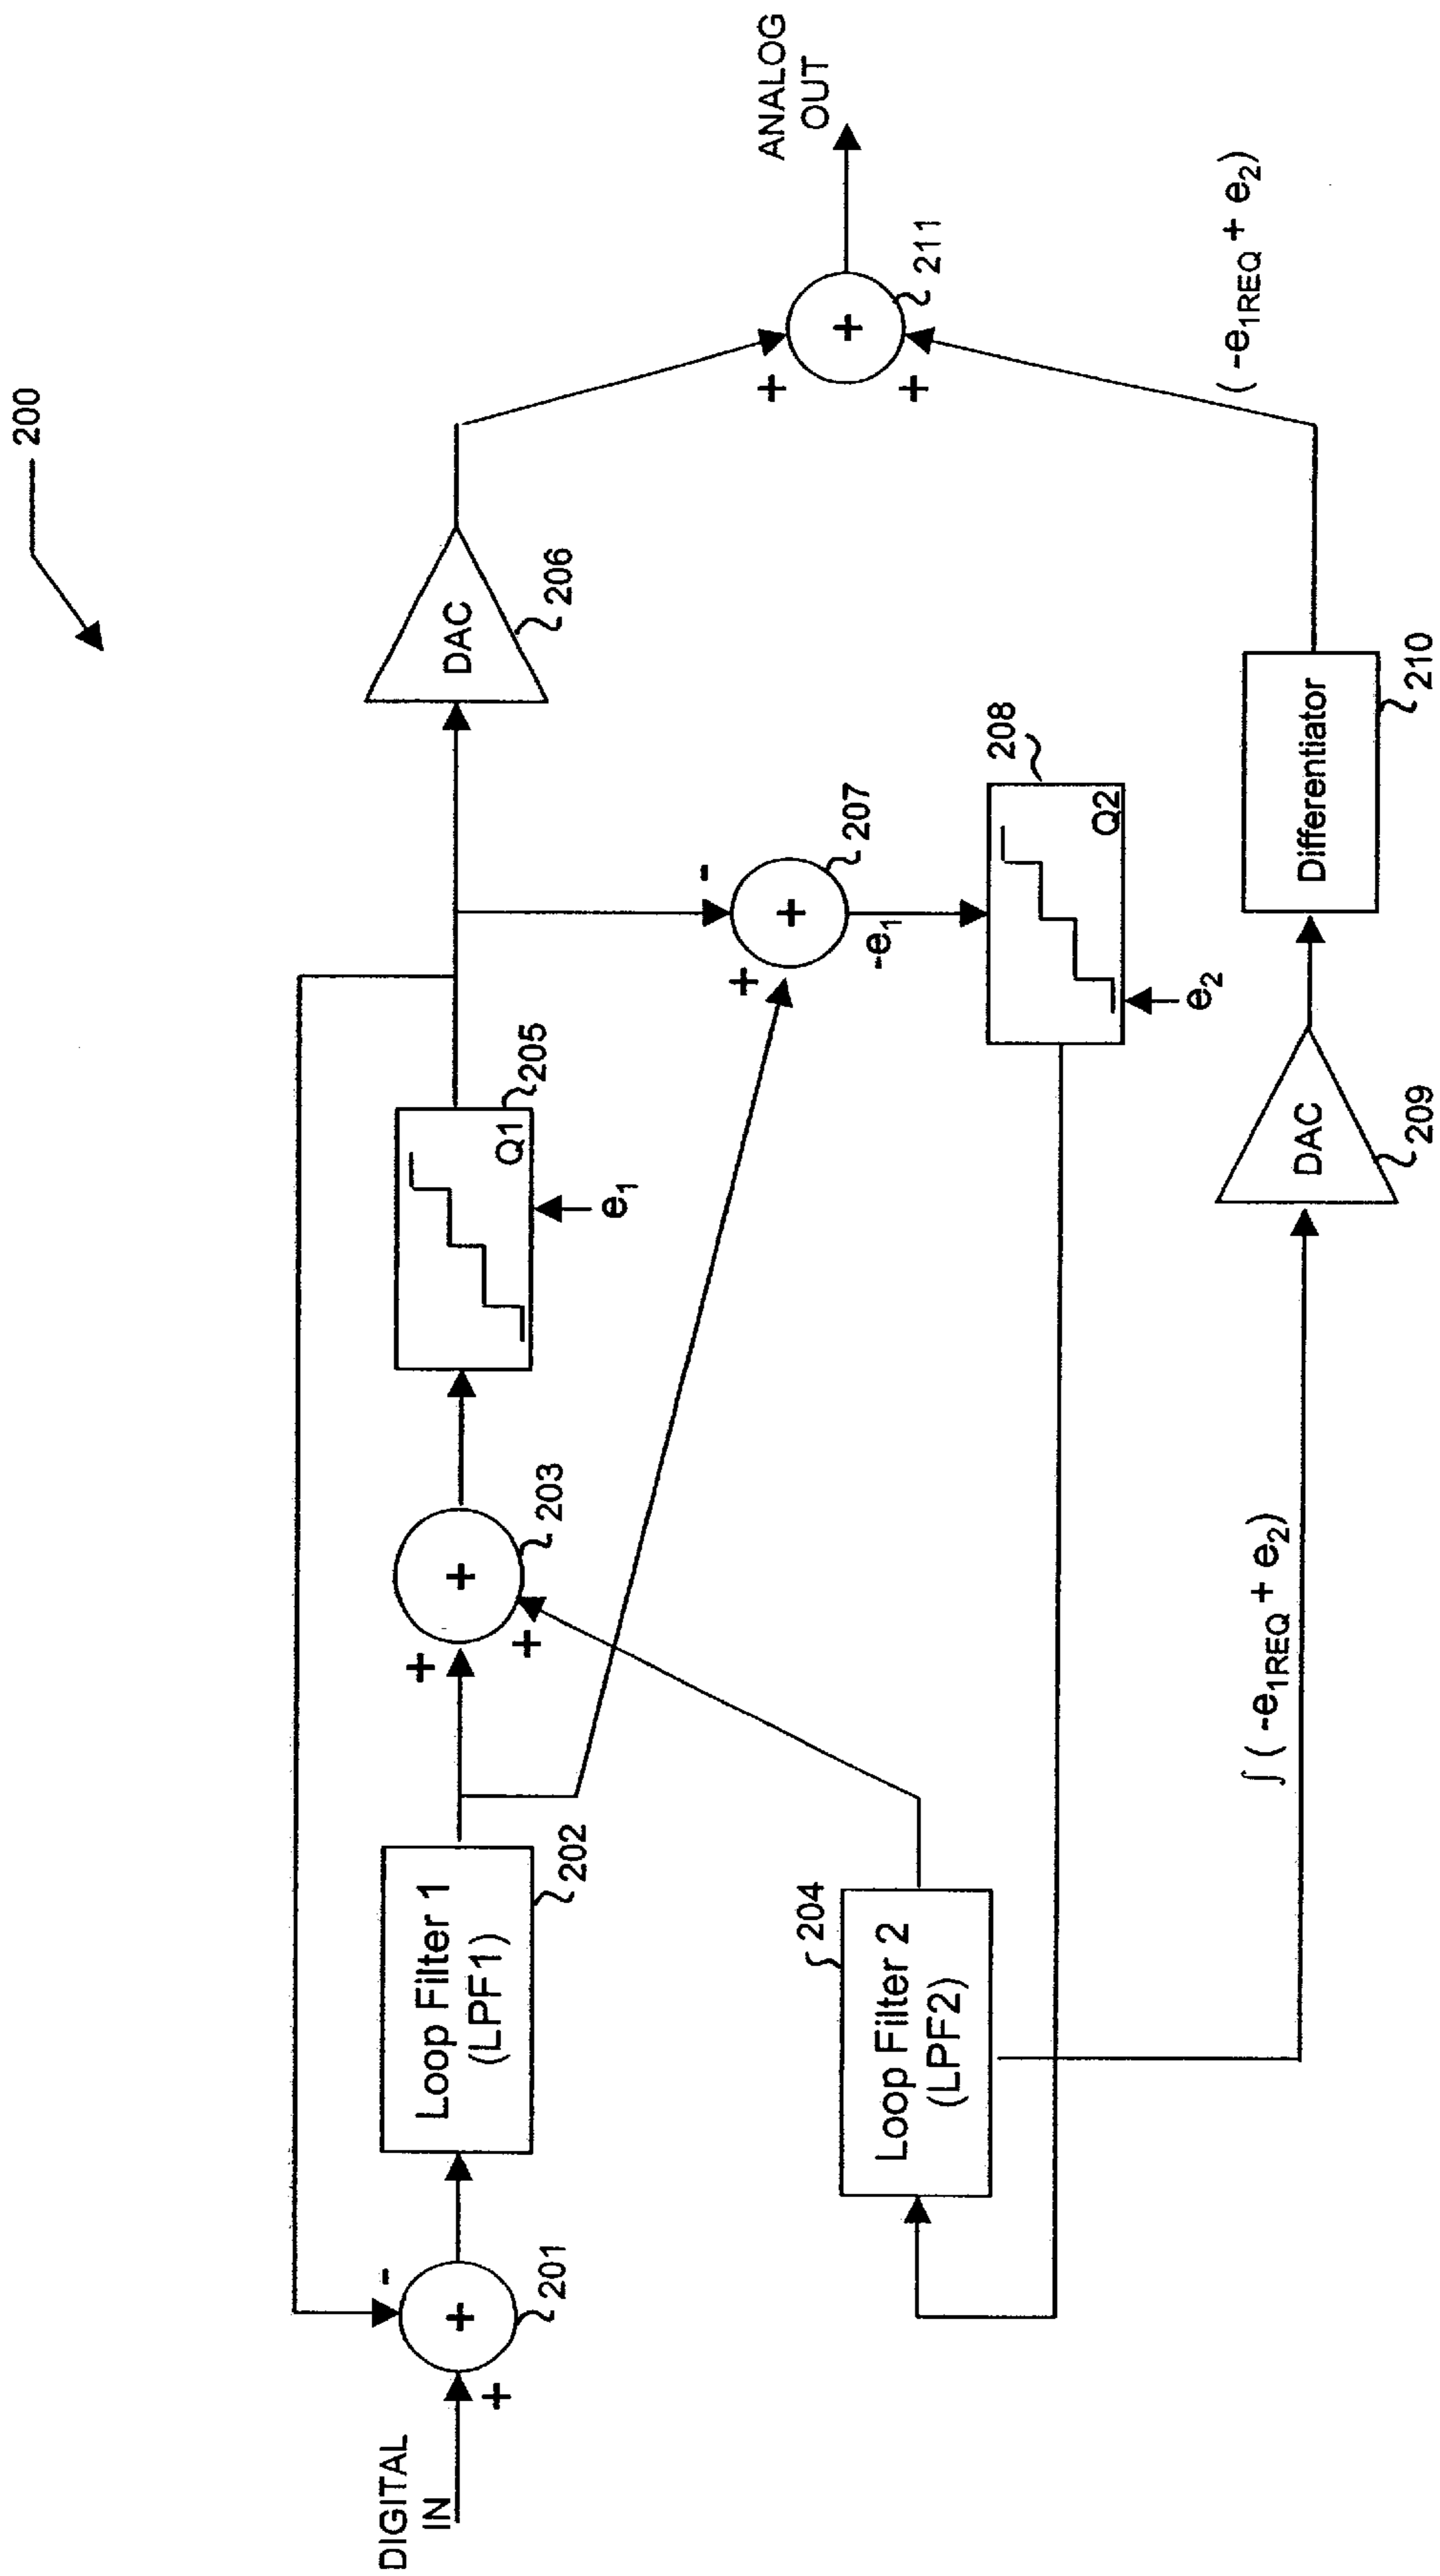 200
DIGITAL
IN
+
-
+
201
Loop Filter 1
(LPF1)
202
+
+
+
203
Q1
205
e1
DAC
206
-
+
+
207
-e1
208
Q2
e2
204
Loop Filter 2
(LPF2)
∫ ( -e1REQ + e2)
DAC
209
Differentiator
210
( -e1REQ + e2)
+
+
+
211
ANALOG
OUT